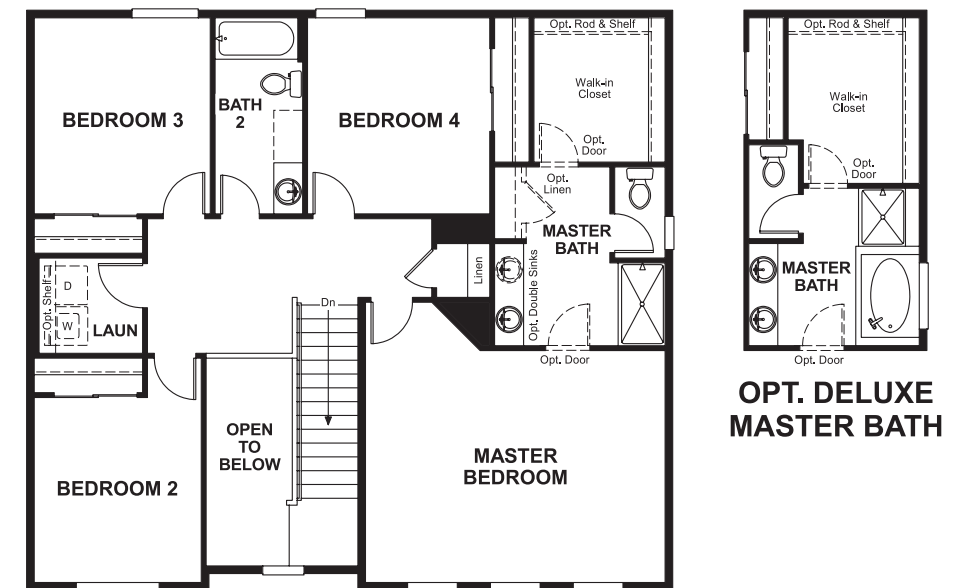 Opt. Rod & Shelf
Walk-in
Closet
Opt.
Door
BEDROOM 3
BATH
2
BEDROOM 4
Opt.
Linen
MASTER
BATH
Linen
Opt. Double Sinks
Opt. Door
Opt. Shelf
D
W
LAUN
Dn
OPEN
TO
BELOW
BEDROOM 2
MASTER
BEDROOM
Opt. Rod & Shelf
Walk-in
Closet
Opt.
Door
MASTER
BATH
Opt. Door
OPT. DELUXE
MASTER BATH